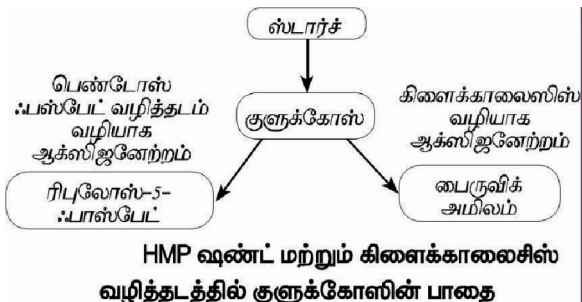 ஸ்டார்ச்
பெண்டோஸ்
ஃபஸ்பேட் வழித்தடம்
வழியாக
ஆக்ஸிஜனேற்றம்
குளுக்கோஸ்
கிளைக்காலைஸிஸ்
வழியாக
ஆக்ஸிஜனேற்றம்
ரிபுலோஸ்-5-
ஃபாஸ்பேட்
பைருவிக்
அமிலம்
HMP ஷண்ட் மற்றும் கிளைக்காலைசிஸ்
வழித்தடத்தில் குளுக்கோஸின் பாதை